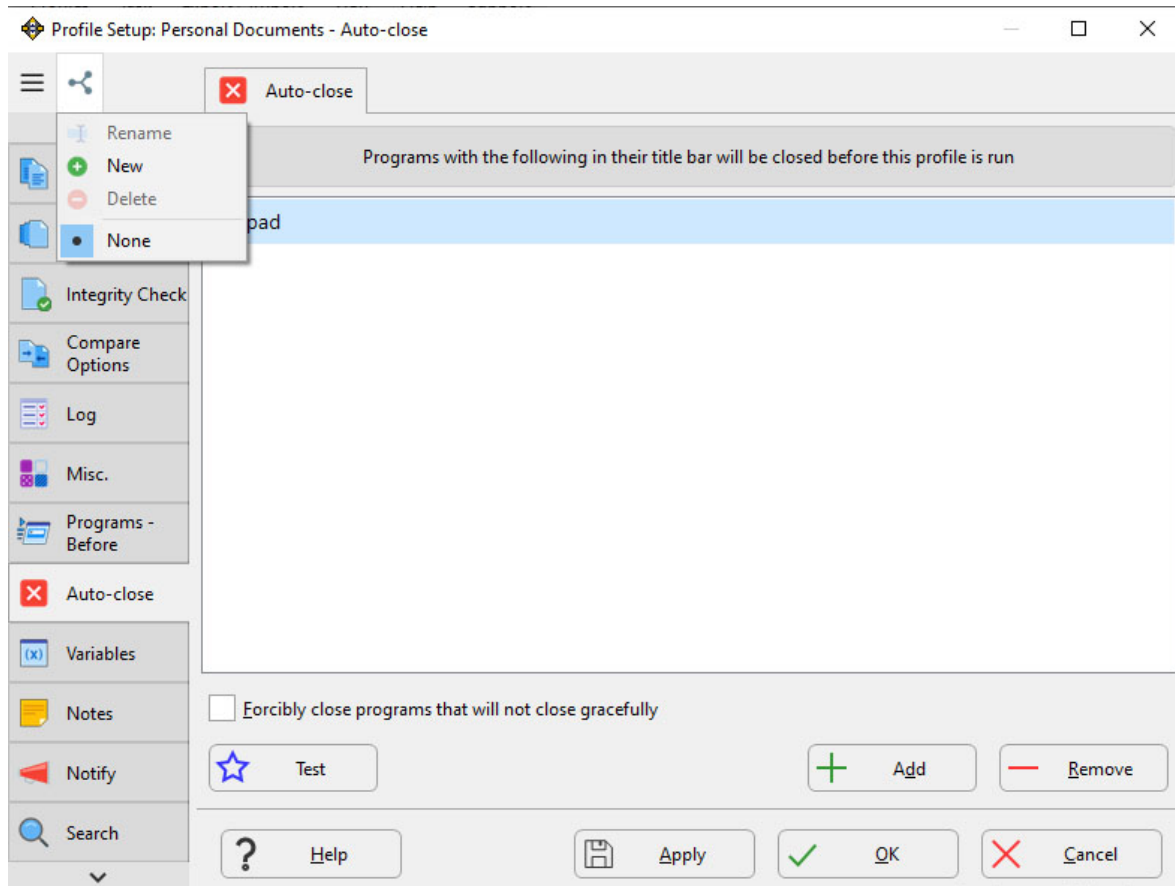 Profile Setup: Personal Documents - Auto-close
Auto-close
Rename
New
Delete
None
Programs with the following in their title bar will be closed before this profile is run
pad
Integrity Check
Compare
Options
Log
Misc.
Programs -
Before
Auto-close
Variables
Notes
Notify
Search
Forcibly close programs that will not close gracefully
Test
Add
Remove
Help
Apply
OK
Cancel